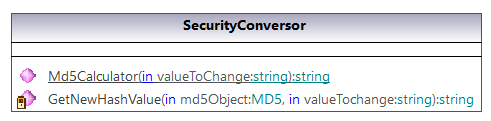 SecurityConversor
Md5Calculator(in valueToChange:string):string
GetNewHashValue(in md5Object:MD5, in valueTochange:string):string